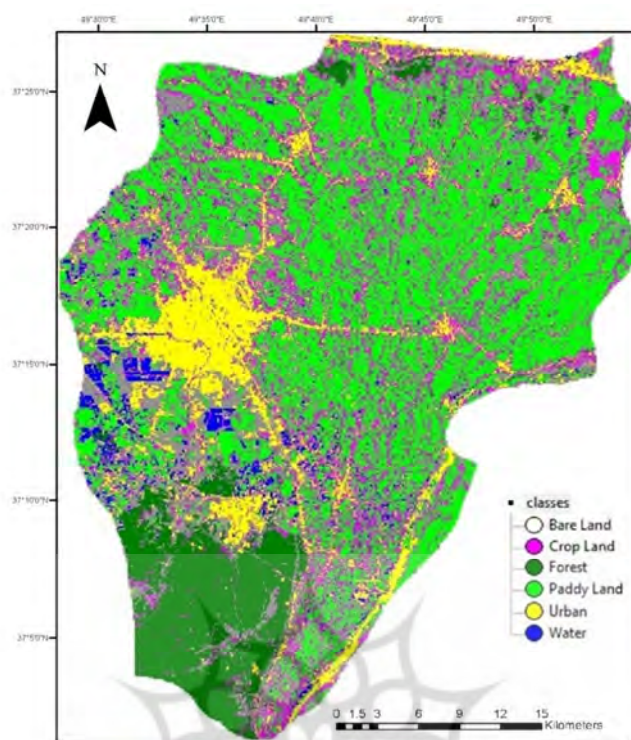 49°30'0"E 49°35'0"E 49°40'0"E 49°45'0"E 49°50'0"E
N
37°25'0"N
37°20'0"N
37°15'0"N
37°10'0"N
37°5'0"N
classes
Bare Land
Crop Land
Forest
Paddy Land
Urban
Water
0 1.5 3 6 9 12 15
Kilometers